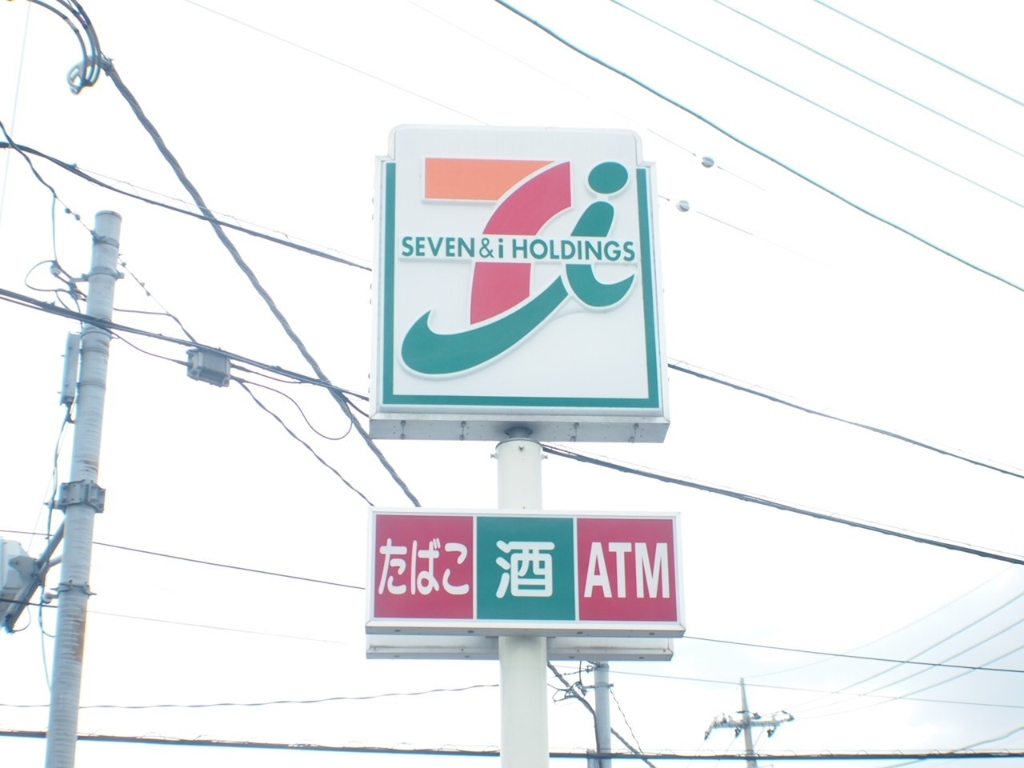 SEVEN & i HOLDINGS
たばこ 酒 ATM